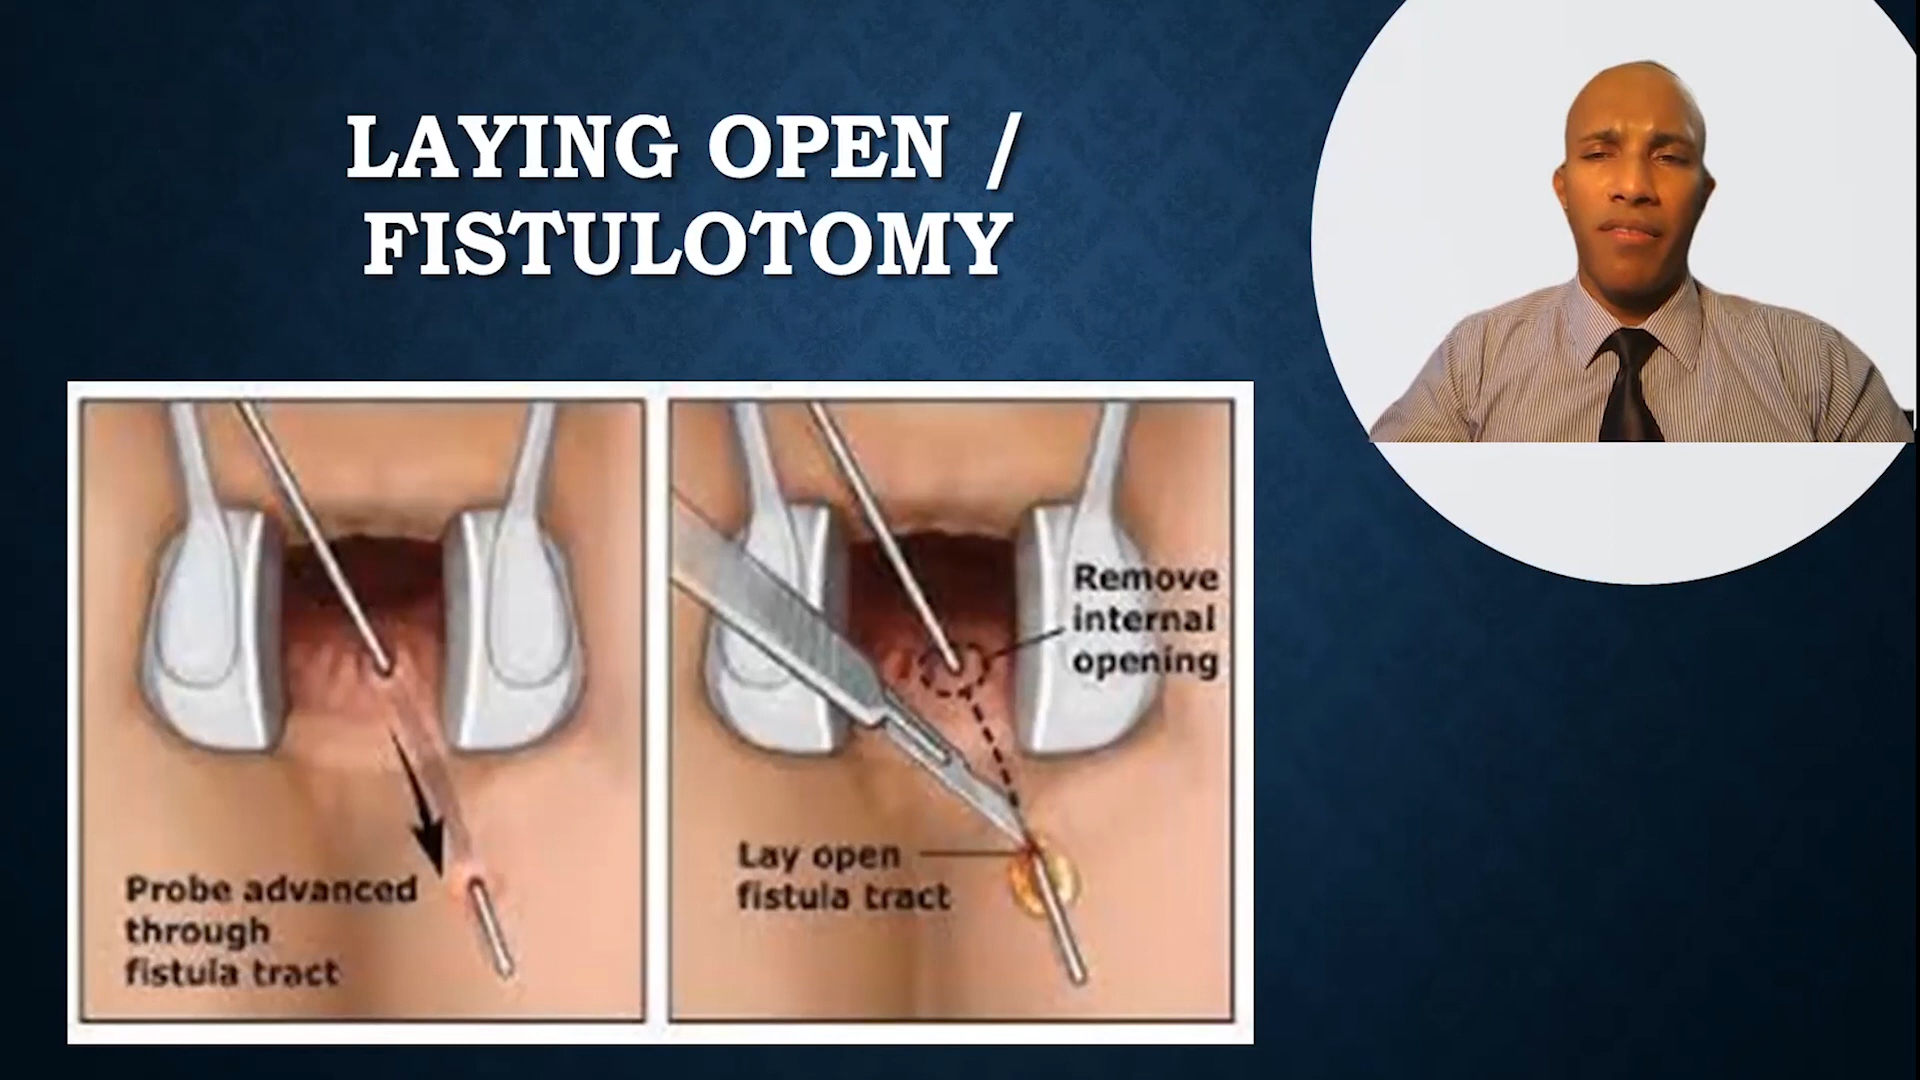 LAYING OPEN /
FISTULOTOMY
Probe advanced
through
fistula tract
Remove
internal
opening
Lay open
fistula tract